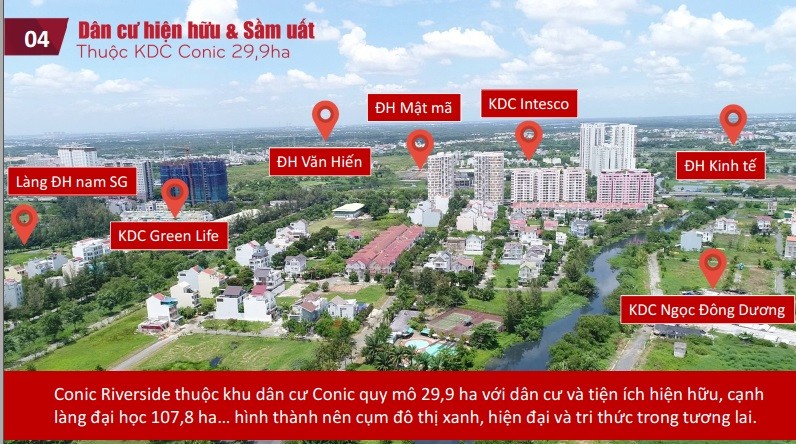 04
Dân cư hiện hữu & Sầm uất
Thuộc KDC Conic 29,9ha
ĐH Mật mã
KDC Intesco
ĐH Văn Hiến
ĐH Kinh tế
Làng ĐH nam SG
KDC Green Life
KDC Ngọc Đông Dương
Conic Riverside thuộc khu dân cư Conic quy mô 29,9 ha với dân cư và tiện ích hiện hữu, cạnh
làng đại học 107,8 ha... hình thành nên cụm đô thị xanh, hiện đại và tri thức trong tương lai.